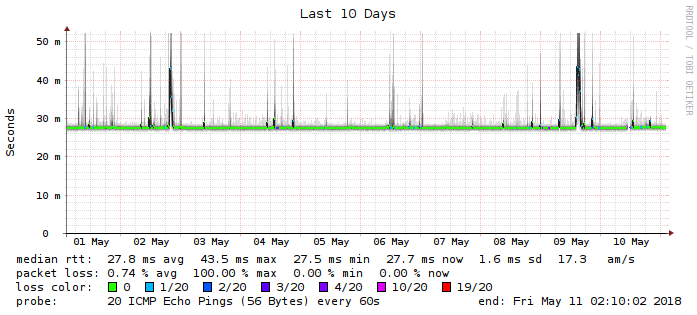 Last 10 Days
RRDTOOL / TOBI OETIKER
Seconds
50 m
40 m
30 m
20 m
10 m
0
01 May 02 May 03 May 04 May 05 May 06 May 07 May 08 May 09 May 10 May
median rtt: 27.8 ms avg 43.5 ms max 27.5 ms min 27.7 ms now 1.6 ms sd 17.3 am/s
packet loss: 0.74 % avg 100.00 % max 0.00 % min 0.00 % now
loss color: 0 1/20 2/20 3/20 4/20 10/20 19/20
probe: 20 ICMP Echo Pings (56 Bytes) every 60s end: Fri May 11 02:10:02 2018